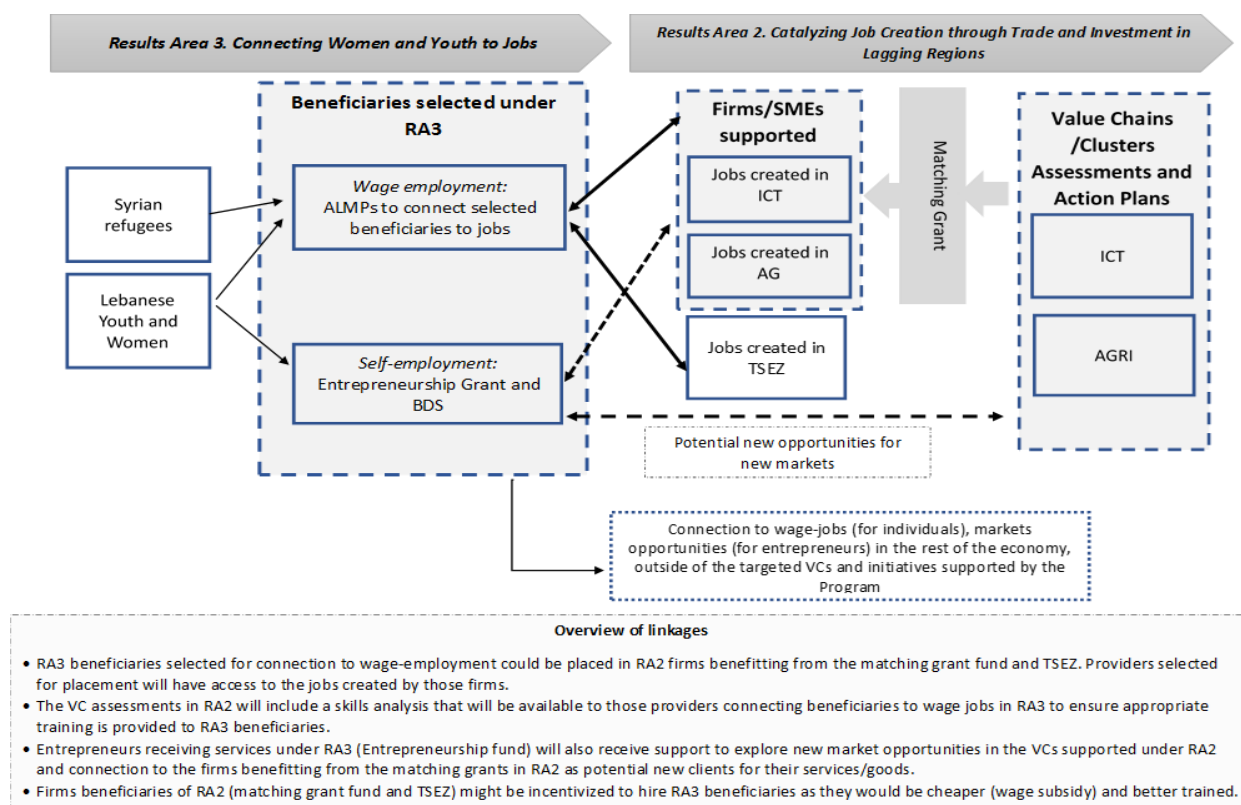 Results Area 3. Connecting Women and Youth to Jobs
Results Area 2. Catalyzing Job Creation through Trade and Investment in
Lagging Regions
Beneficiaries selected under
RA3
Syrian
refugees
Lebanese
Youth and
Women
Wage employment:
ALMPs to connect selected
beneficiaries to jobs
Self-employment:
Entrepreneurship Grant and
BDS
Firms/SMEs
supported
Jobs created in
ICT
Jobs created in
AG
Jobs created in
TSEZ
Matching Grant
Value Chains
/Clusters
Assessments and
Action Plans
ICT
AGRI
Potential new opportunities for
new markets
Connection to wage-jobs (for individuals), markets
opportunities (for entrepreneurs) in the rest of the economy,
outside of the targeted VCs and initiatives supported by the
Program
Overview of linkages
• RA3 beneficiaries selected for connection to wage-employment could be placed in RA2 firms benefitting from the matching grant fund and TSEZ. Providers selected
for placement will have access to the jobs created by those firms.
• The VC assessments in RA2 will include a skills analysis that will be available to those providers connecting beneficiaries to wage jobs in RA3 to ensure appropriate
training is provided to RA3 beneficiaries.
• Entrepreneurs receiving services under RA3 (Entrepreneurship fund) will also receive support to explore new market opportunities in the VCs supported under RA2
and connection to the firms benefitting from the matching grants in RA2 as potential new clients for their services/goods.
• Firms beneficiaries of RA2 (matching grant fund and TSEZ) might be incentivized to hire RA3 beneficiaries as they would be cheaper (wage subsidy) and better trained.